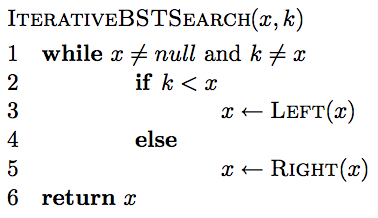 ITERATIVEBSTSEARCH(x, k)
1 while x ≠ null and k ≠ x
2 if k < x
3 x ← LEFT(x)
4 else
5 x ← RIGHT(x)
6 return x